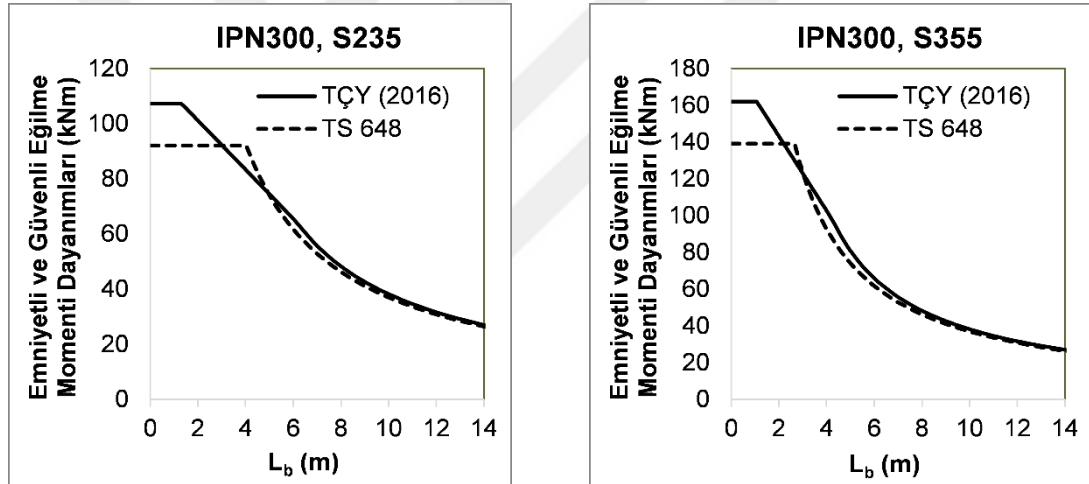 IPN300, S235
Emniyetli ve Güvenli Eğilme
Momenti Dayanımları (kNm)
120
100
80
60
40
20
0
TÇY (2016)
TS 648
0 2 4 6 8 10 12 14
Lb (m)
IPN300, S355
Emniyetli ve Güvenli Eğilme
Momenti Dayanımları (kNm)
180
160
140
120
100
80
60
40
20
0
TÇY (2016)
TS 648
0 2 4 6 8 10 12 14
Lb (m)